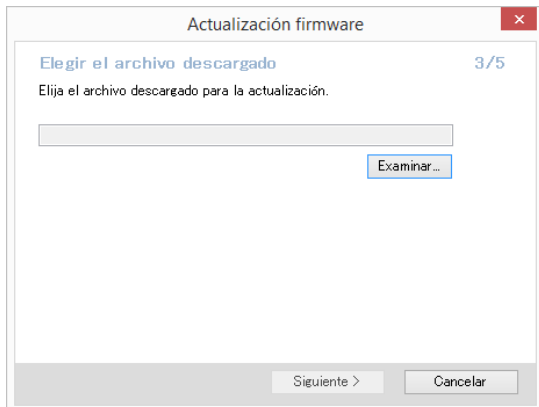 Actualización firmware
Elegir el archivo descargado 3/5
Elija el archivo descargado para la actualización.
Examinar...
Siguiente > Cancelar